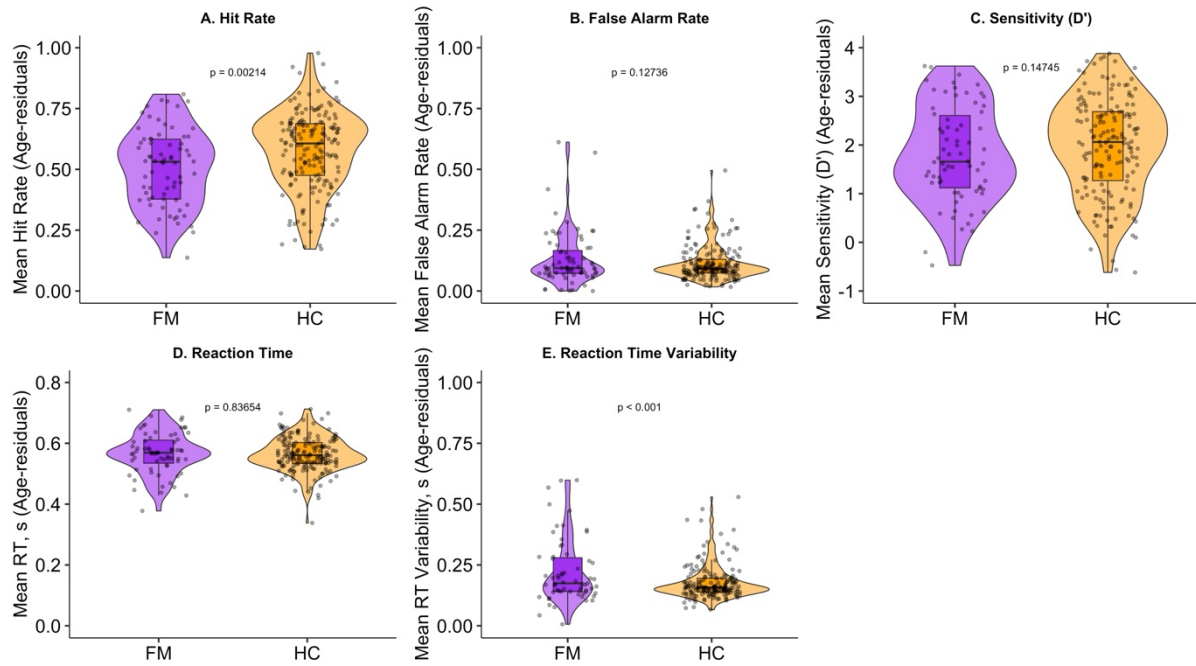 A. Hit Rate
Mean Hit Rate (Age-residuals)
1.00
0.75
0.50
0.25
0.00
p = 0.00214
FM
HC
B. False Alarm Rate
Mean False Alarm Rate (Age-residuals)
1.00
0.75
0.50
0.25
0.00
p = 0.12736
FM
HC
C. Sensitivity (D')
Mean Sensitivity (D') (Age-residuals)
4
3
2
1
0
-1
p = 0.14745
FM
HC
D. Reaction Time
Mean RT, s (Age-residuals)
0.8
0.6
0.4
0.2
0.0
p = 0.83654
FM
HC
E. Reaction Time Variability
Mean RT Variability, s (Age-residuals)
1.00
0.75
0.50
0.25
0.00
p < 0.001
FM
HC